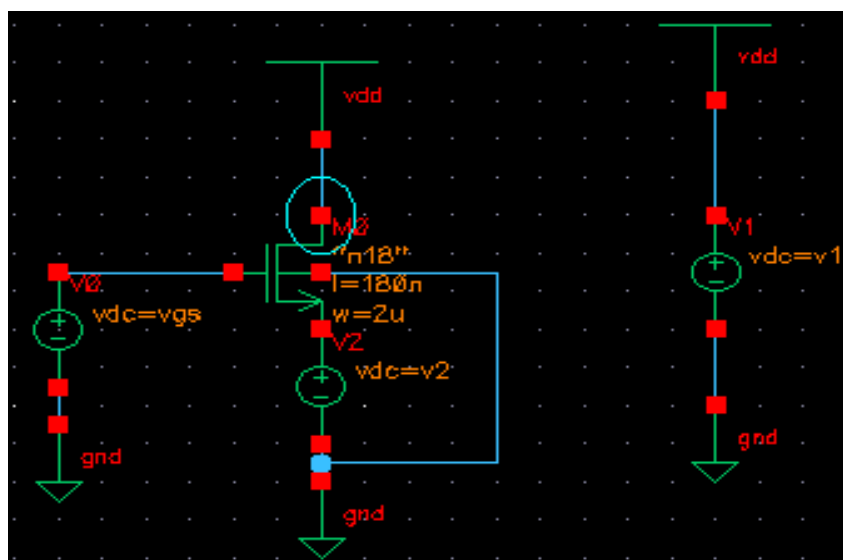 vdd
vdd
M0
"n18"
l=180n
w=2u
V0
vdc=vgs
V1
vdc=v1
V2
vdc=v2
gnd
gnd
gnd